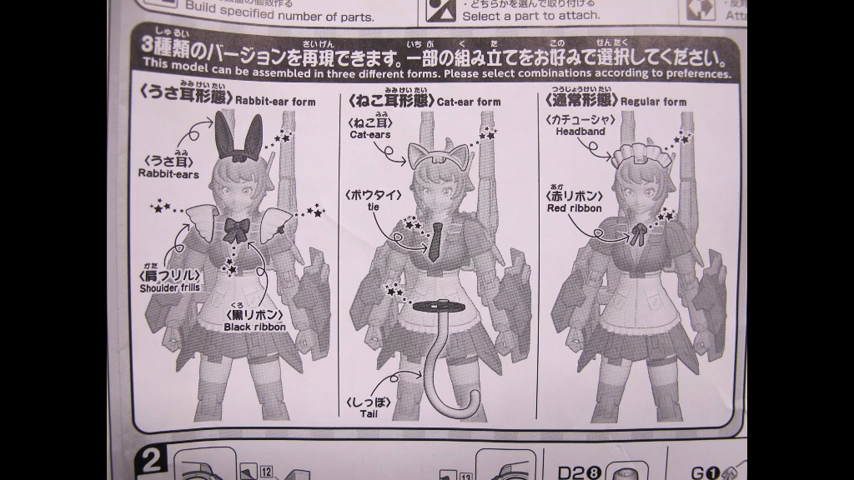 Build specified number of parts.
・どちらかを選んで取り付ける
Select a part to attach.
3種類のバージョンを再現できます。一部の組み立てをお好みで選択してください。
This model can be assembled in three different forms. Please select combinations according to preferences.
〈うさ耳形態〉Rabbit-ear form
〈うさ耳〉
Rabbit-ears
〈肩フリル〉
Shoulder frills
〈黒リボン〉
Black ribbon
〈ねこ耳形態〉Cat-ear form
〈ねこ耳〉
Cat-ears
〈ボウタイ〉
tie
〈しっぽ〉
Tail
〈通常形態〉Regular form
〈カチューシャ〉
Headband
〈赤リボン〉
Red ribbon
2
12
13
D2 8
G 1